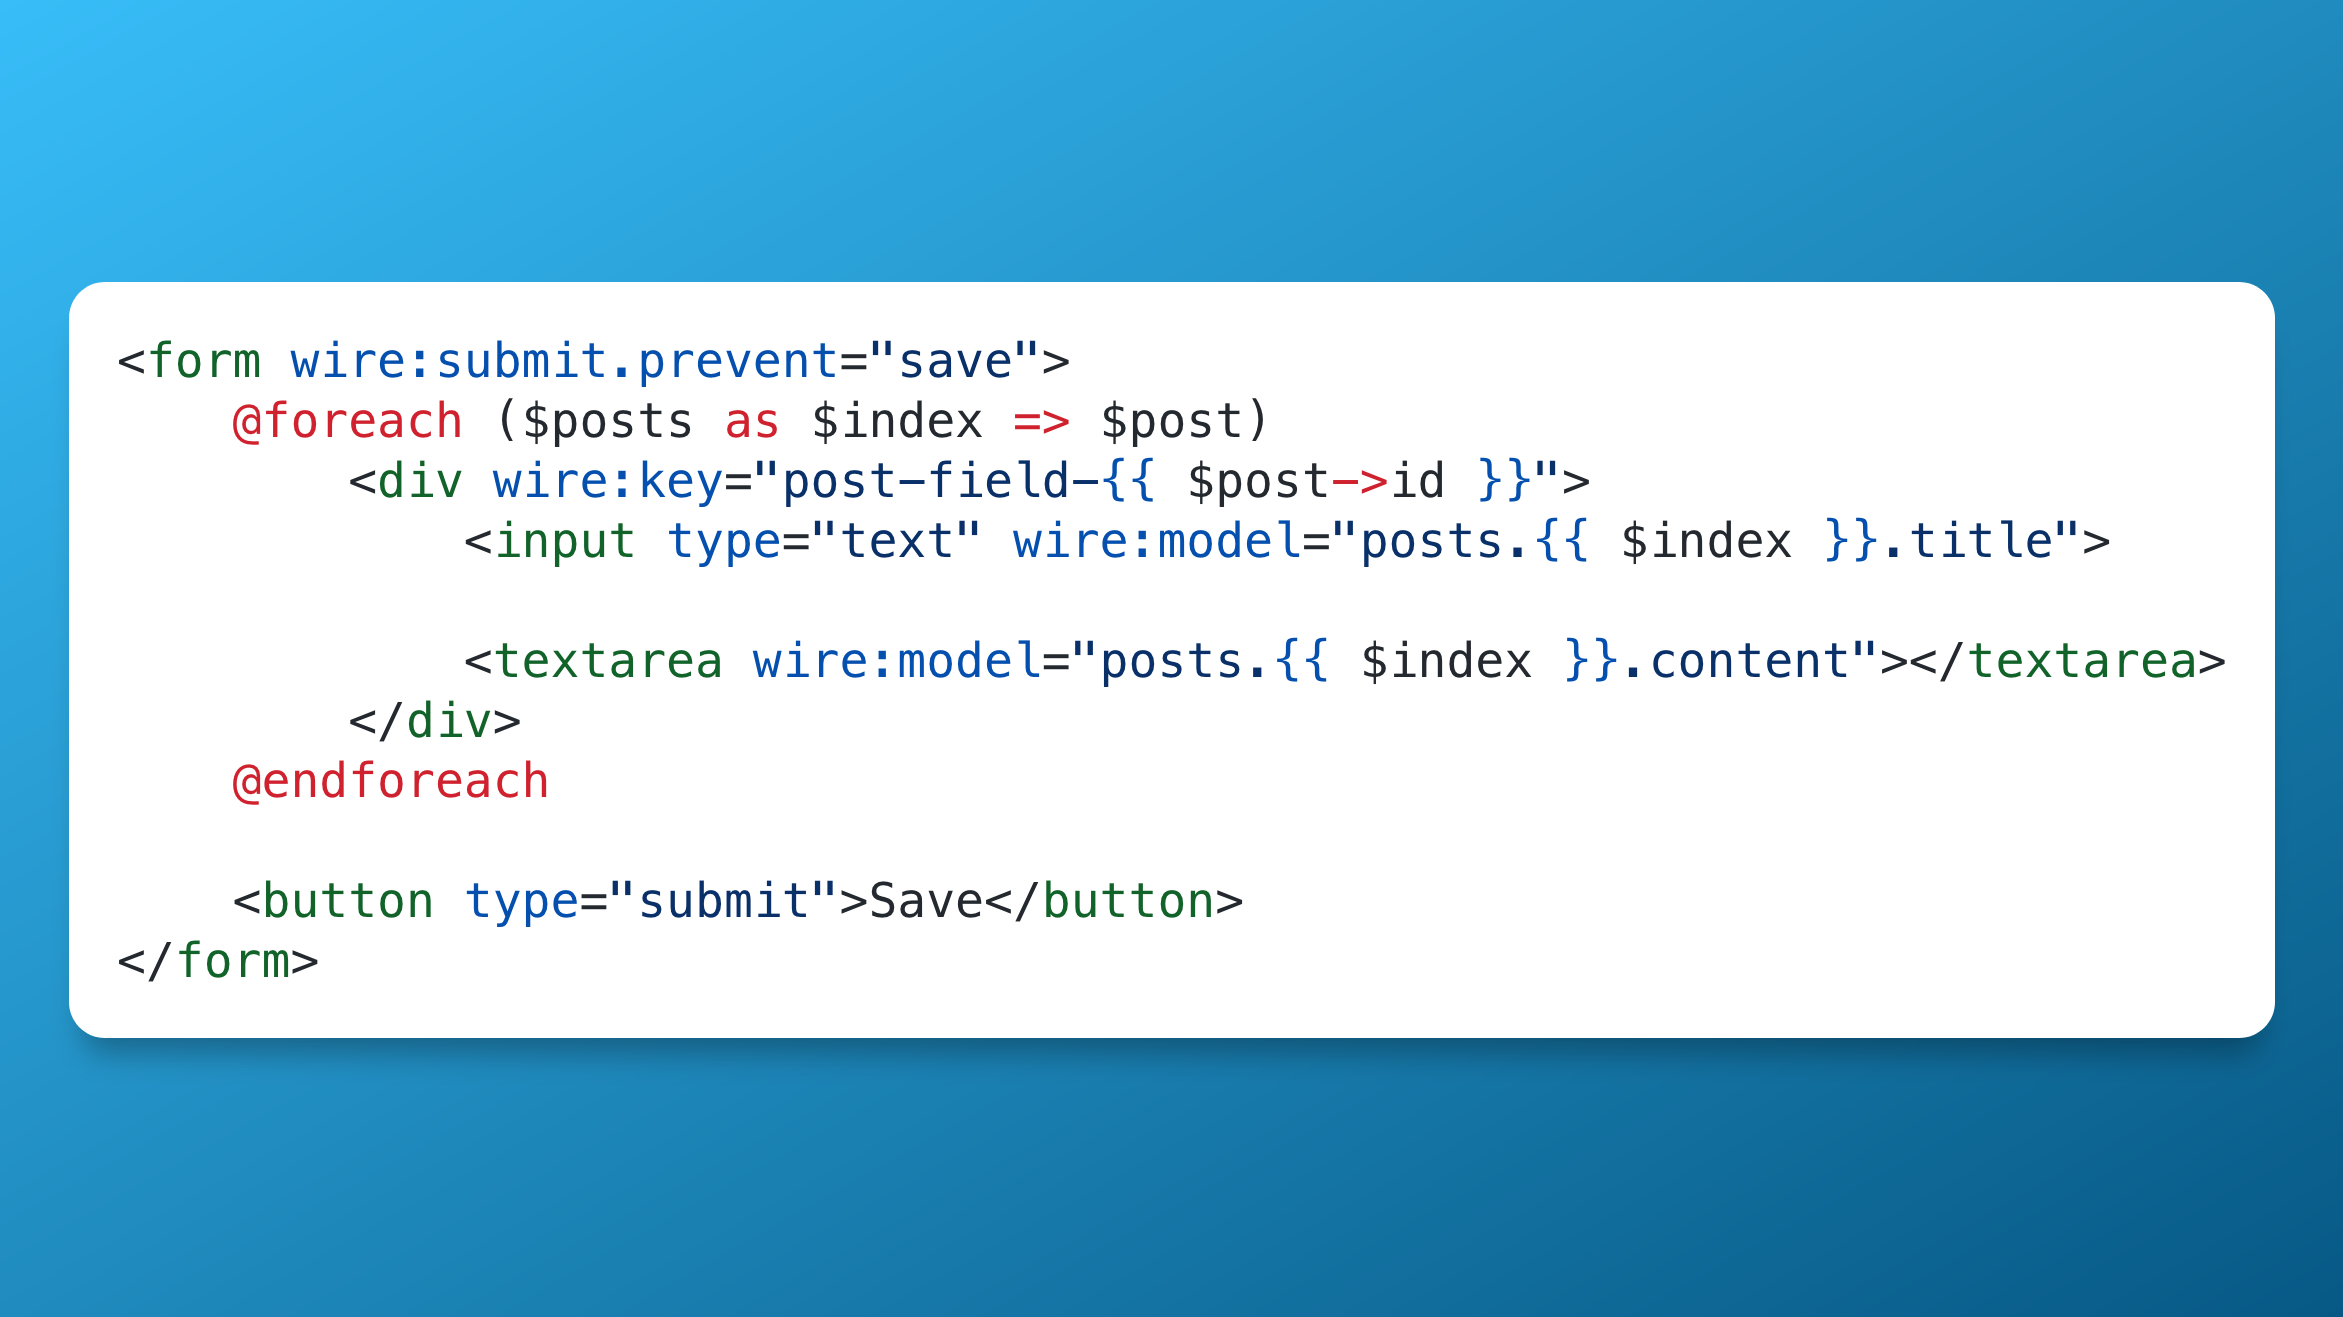 <form wire:submit.prevent="save">
    @foreach ($posts as $index => $post)
        <div wire:key="post-field-{{ $post->id }}">
            <input type="text" wire:model="posts.{{ $index }}.title">

            <textarea wire:model="posts.{{ $index }}.content"></textarea>
        </div>
    @endforeach

    <button type="submit">Save</button>
</form>